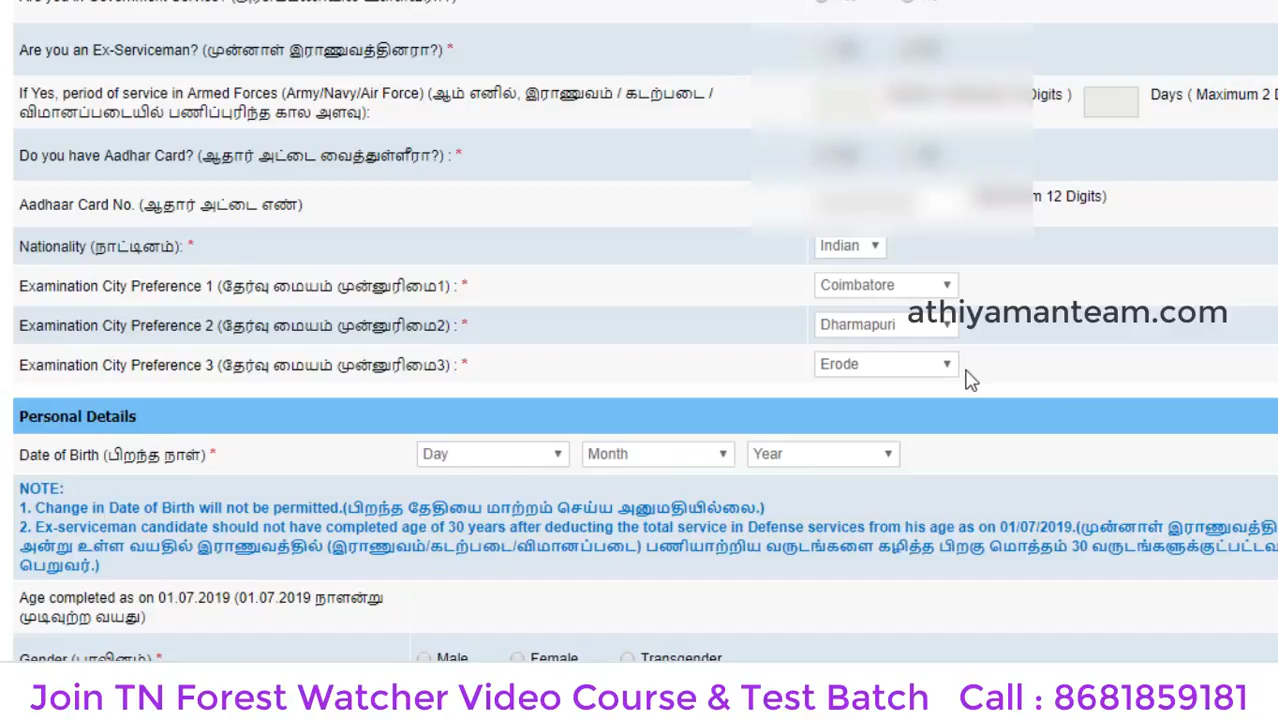 Are you an Ex-Serviceman? (முன்னாள் இராணுவத்தினரா?) *
If Yes, period of service in Armed Forces (Army/Navy/Air Force) (ஆம் எனில், இராணுவம் / கடற்படை /
விமானப்படையில் பணிப்புரிந்த கால அளவு):
Digits ) Days ( Maximum 2 D
Do you have Aadhar Card? (ஆதார் அட்டை வைத்துள்ளீரா?) : *
Aadhaar Card No. (ஆதார் அட்டை எண்) 12 Digits)
Nationality (நாட்டினம்): * Indian
Examination City Preference 1 (தேர்வு மையம் முன்னுரிமை1) : * Coimbatore
athiyamanteam.com
Examination City Preference 2 (தேர்வு மையம் முன்னுரிமை2) : * Dharmapuri
Examination City Preference 3 (தேர்வு மையம் முன்னுரிமை3) : * Erode
Personal Details
Date of Birth (பிறந்த நாள்) * Day Month Year
NOTE:
1. Change in Date of Birth will not be permitted.(பிறந்த தேதியை மாற்றம் செய்ய அனுமதியில்லை.)
2. Ex-serviceman candidate should not have completed age of 30 years after deducting the total service in Defense services from his age as on 01/07/2019.(முன்னாள் இராணுவத்தி
அன்று உள்ள வயதில் இராணுவத்தில் (இராணுவம்/கடற்படை/விமானப்படை) பணியாற்றிய வருடங்களை கழித்த பிறகு மொத்தம் 30 வருடங்களுக்குட்பட்டவ
பெறுவர்.)
Age completed as on 01.07.2019 (01.07.2019 நாளன்று
முடிவுற்ற வயது)
Gender (பாலினம்) * Male Female Transgender
Join TN Forest Watcher Video Course & Test Batch Call : 8681859181